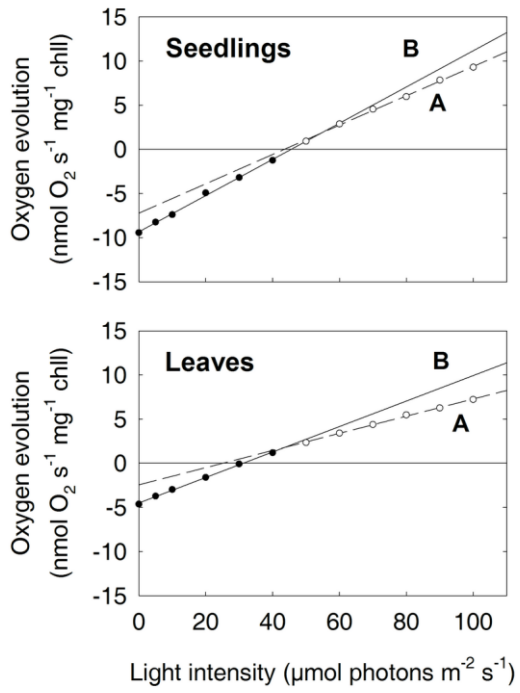 15
10
5
0
-5
-10
-15
Oxygen evolution
(nmol O2 s-1 mg-1 chll)
Seedlings
B
A
15
10
5
0
-5
-10
-15
Oxygen evolution
(nmol O2 s-1 mg-1 chll)
Leaves
B
A
0 20 40 60 80 100
Light intensity (µmol photons m-2 s-1)